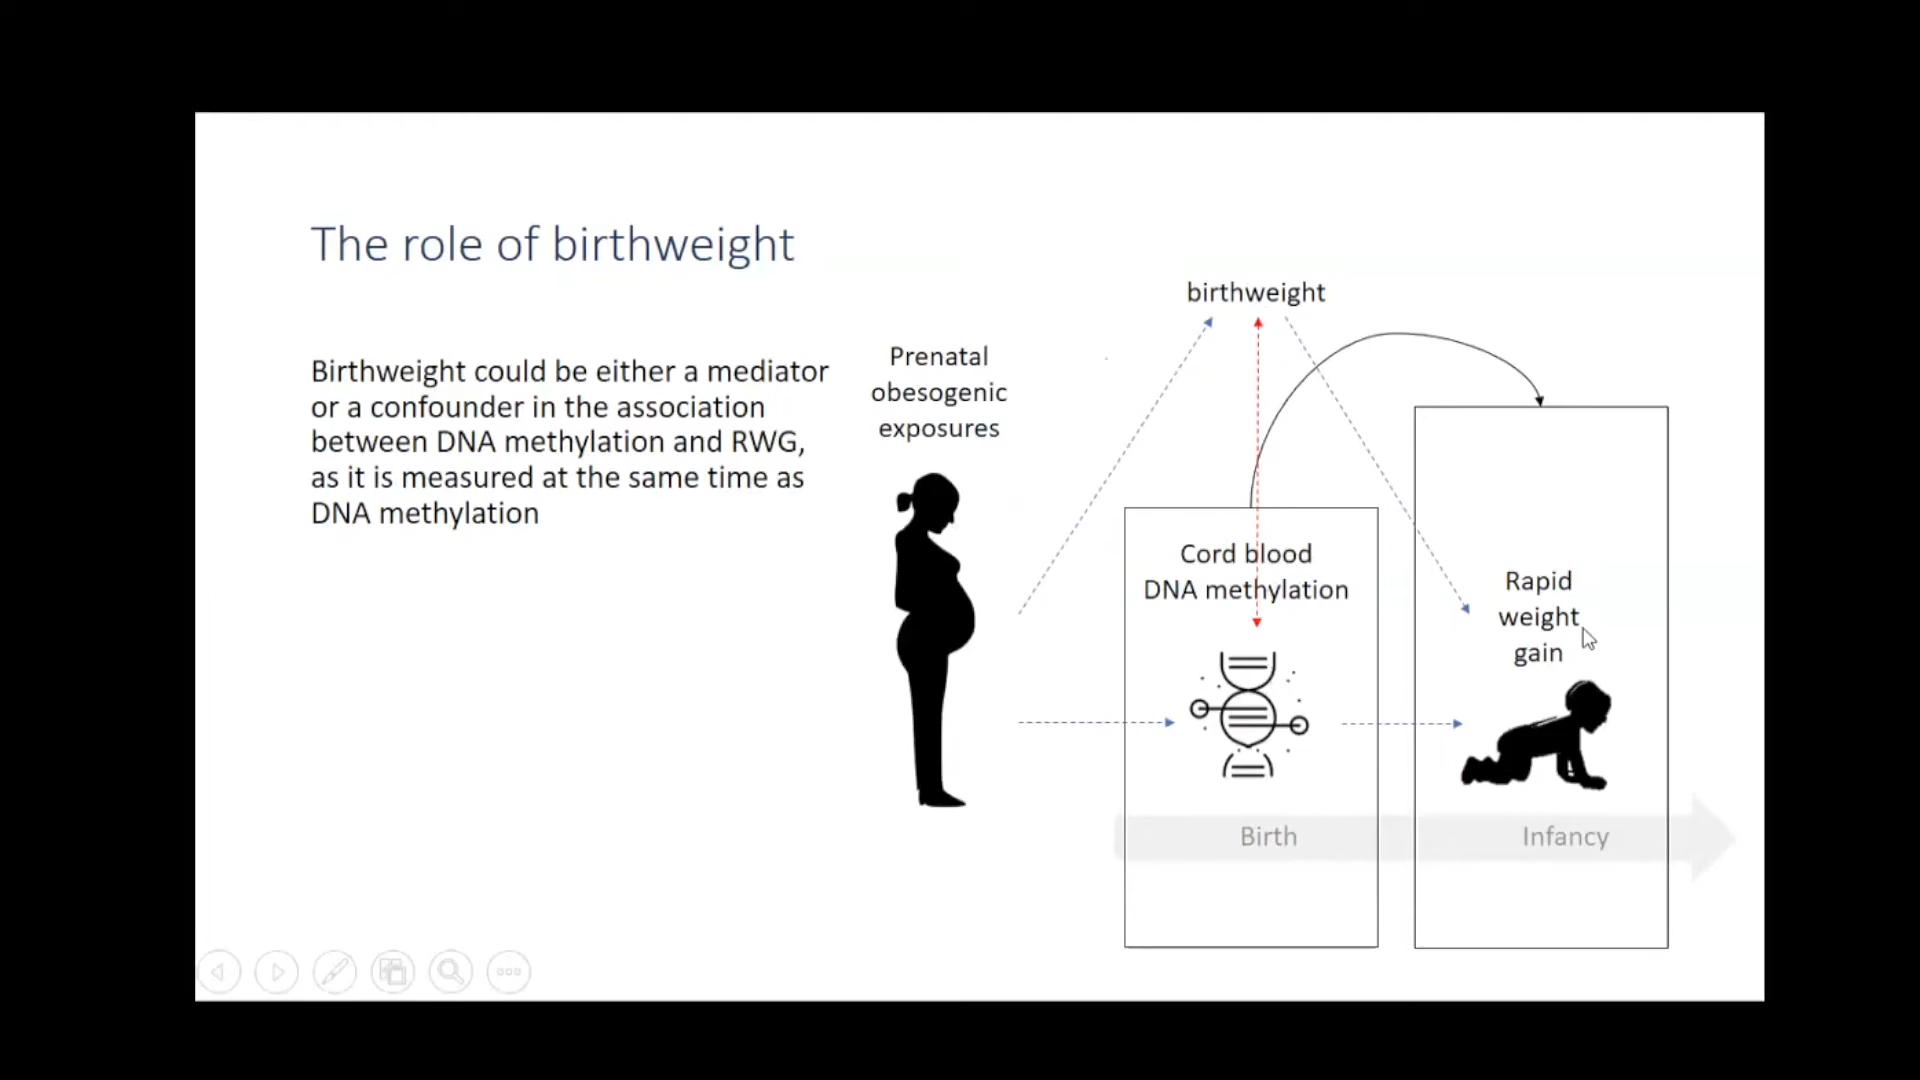 The role of birthweight
Birthweight could be either a mediator
or a confounder in the association
between DNA methylation and RWG,
as it is measured at the same time as
DNA methylation
birthweight
Prenatal
obesogenic
exposures
Cord blood
DNA methylation
Rapid
weight
gain
Birth
Infancy